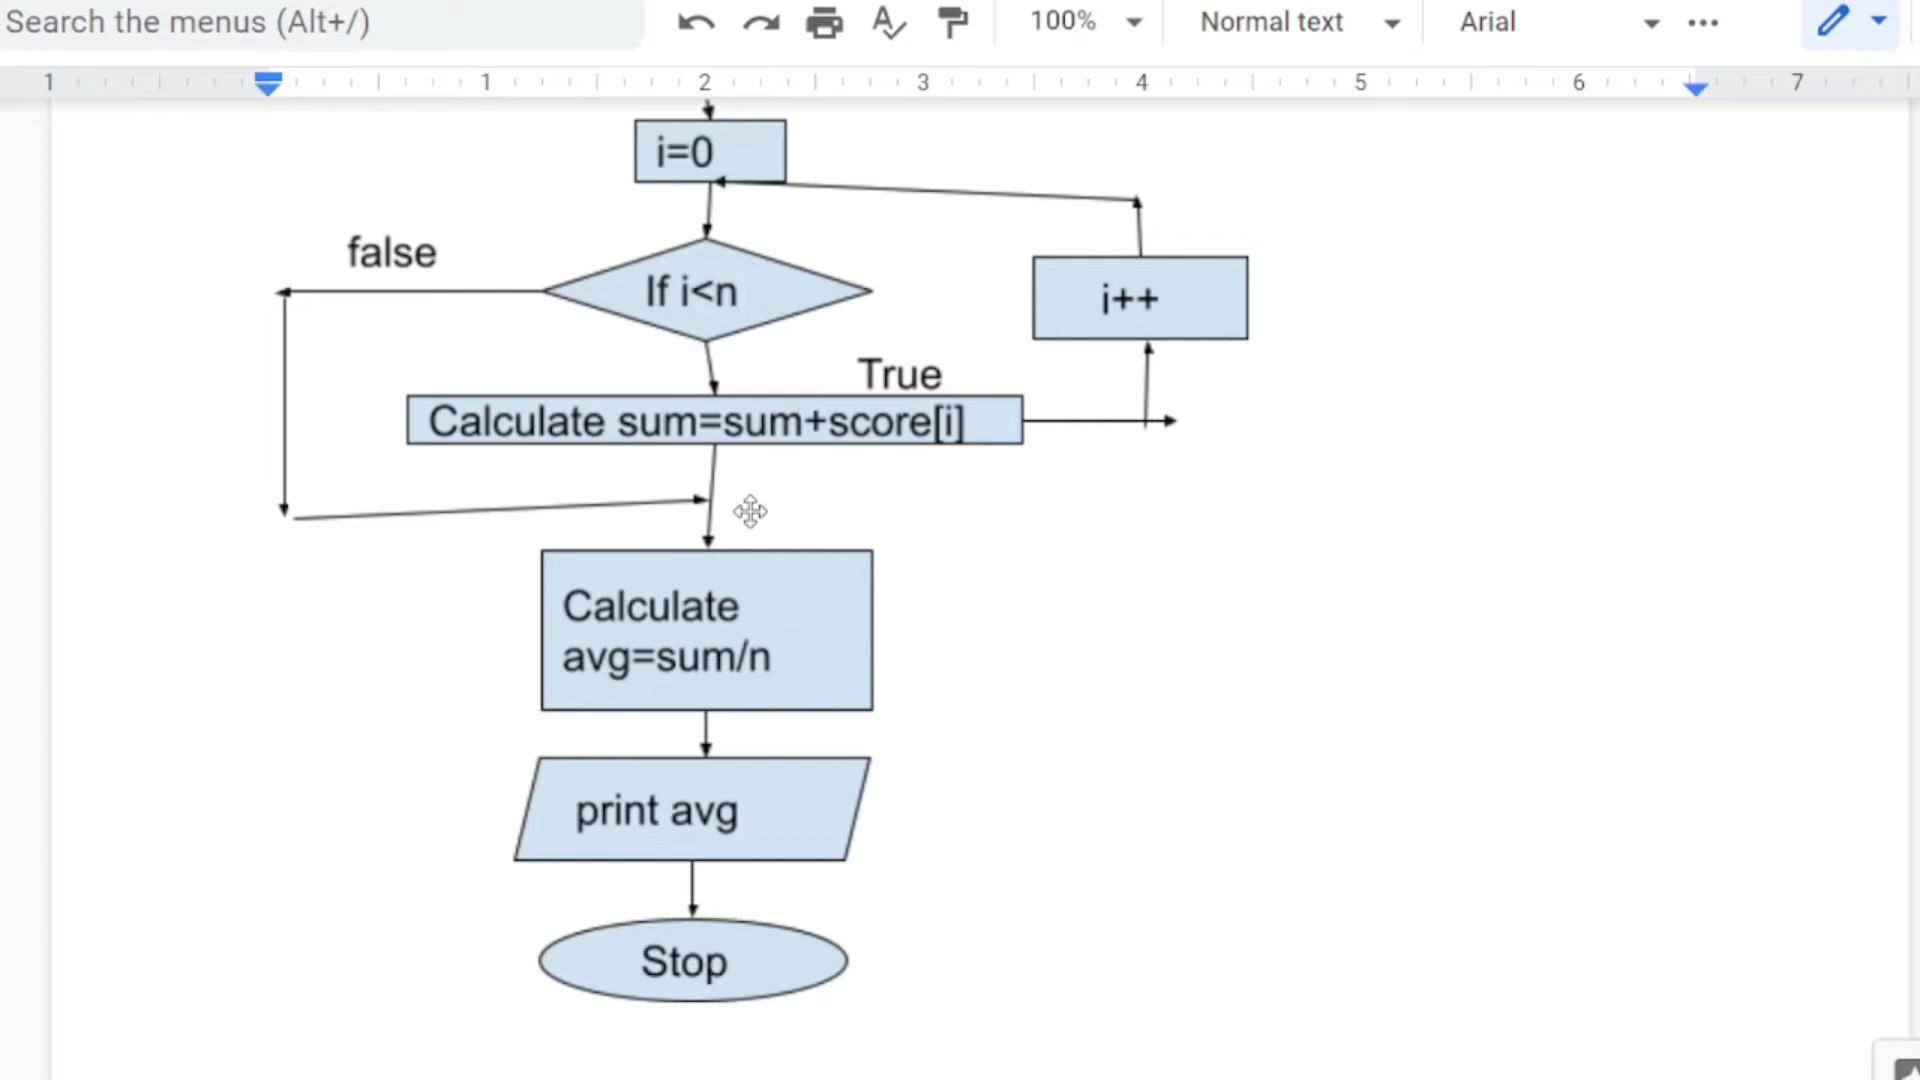 Search the menus (Alt+/)
100%
Normal text
Arial
1 1 2 3 4 5 6 7
i=0
false
If i<n
i++
True
Calculate sum=sum+score[i]
Calculate
avg=sum/n
print avg
Stop